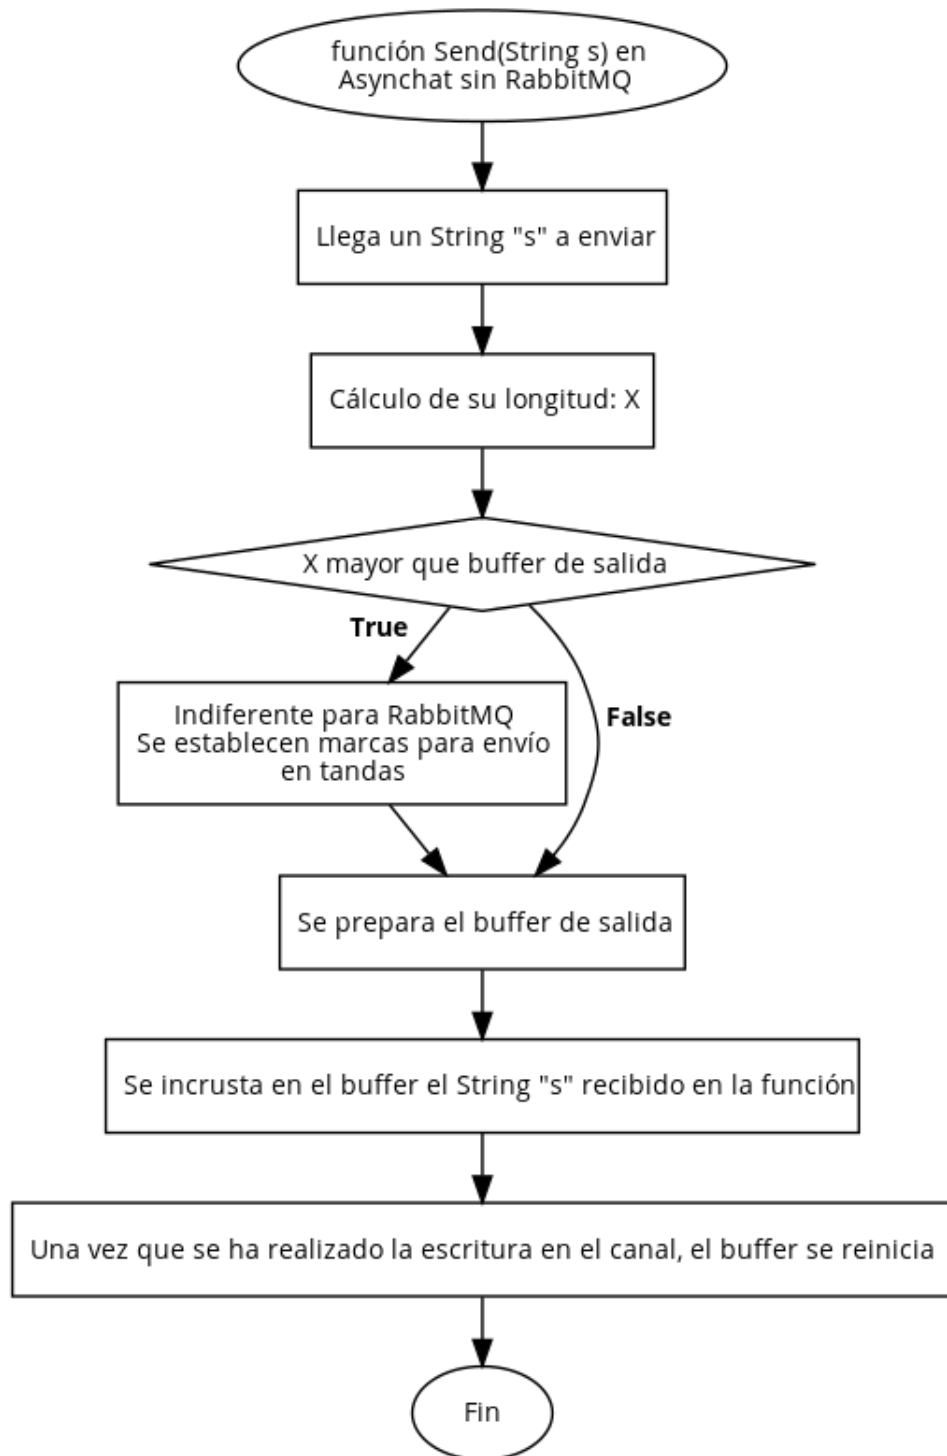 función Send(String s) en
Asynchat sin RabbitMQ
Llega un String "s" a enviar
Cálculo de su longitud: X
X mayor que buffer de salida
True
Indiferente para RabbitMQ
Se establecen marcas para envío
en tandas
False
Se prepara el buffer de salida
Se incrusta en el buffer el String "s" recibido en la función
Una vez que se ha realizado la escritura en el canal, el buffer se reinicia
Fin